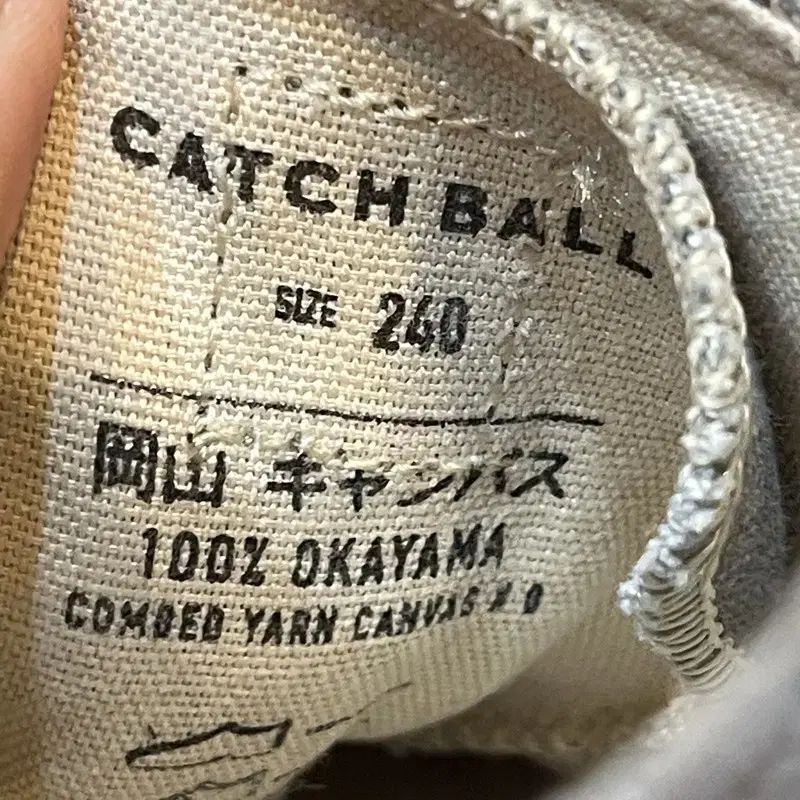 CATCH BALL
SIZE 240
岡山 キャンバス
100% OKAYAMA
COMBED YARN CANVAS